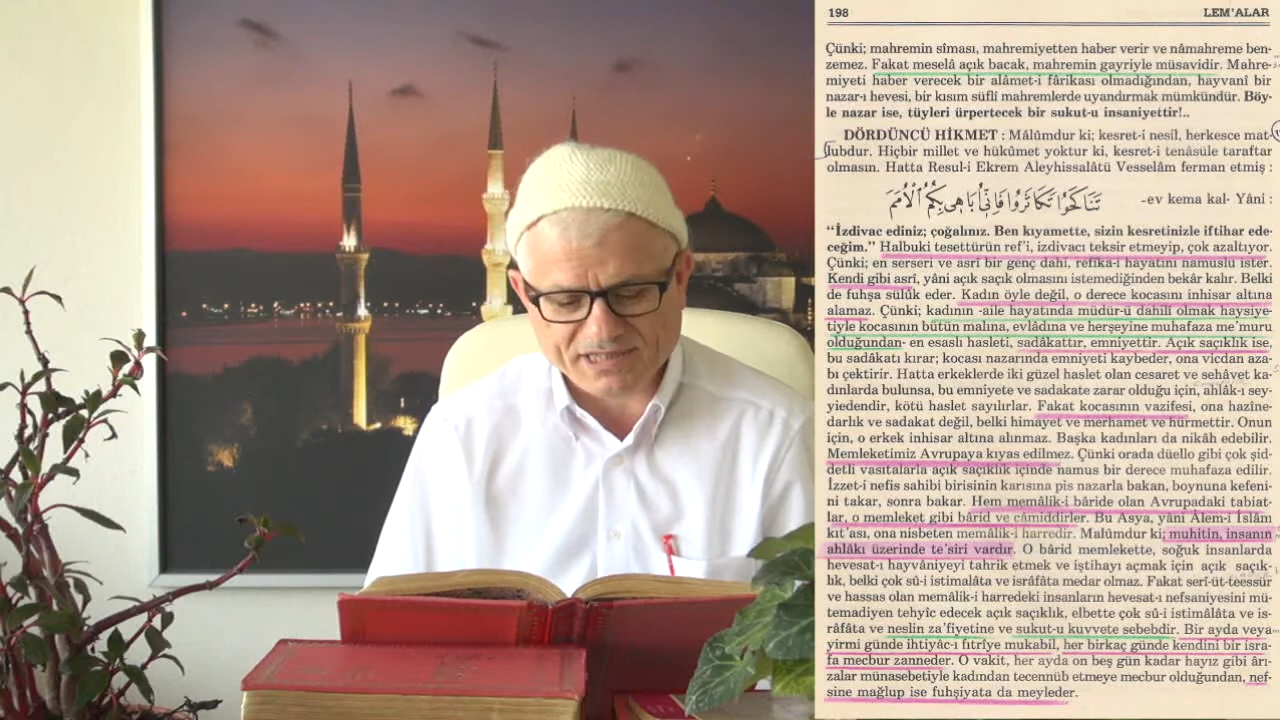 198 LEM'ALAR
Çünki; mahremin sîması, mahremiyetten haber verir ve nâmahreme ben-
zemez. Fakat meselâ açık bacak, mahremin gayriyle müsavidir. Mahre-
miyeti haber verecek bir alâmet-i fârikası olmadığından, hayvanî bir
nazar-ı hevesi, bir kısım süflî mahremlerde uyandırmak mümkündür. Böy-
le nazar ise, tüyleri ürpertecek bir sukut-u insaniyettir!..
DÖRDÜNCÜ HİKMET : Mâlûmdur ki; kesret-i nesil, herkesce mat-
lubdur. Hiçbir millet ve hükûmet yoktur ki, kesret-i tenâsüle taraftar
olmasın. Hatta Resul-i Ekrem Aleyhissalâtü Vesselâm ferman etmiş :
تَنَاكَحُوا تَكَاثَرُوا فَاِنِّى اُبَاهِى بِكُمُ الْاُمَمَ -ev kema kal- Yâni :
“İzdivac ediniz; çoğalınız. Ben kıyamette, sizin kesretinizle iftihar ede-
ceğim.” Halbuki tesettürün ref'i, izdivacı teksir etmeyip, çok azaltıyor.
Çünki; en serseri ve asrî bir genç dahi, refîka-i hayatını namuslu ister.
Kendi gibi asrî, yâni açık saçık olmasını istemediğinden bekâr kalır. Belki
de fuhşa sülûk eder. Kadın öyle değil, o derece kocasını inhisar altına
alamaz. Çünki; kadının -aile hayatında müdür-ü dahilî olmak haysiye-
tiyle kocasının bütün malına, evlâdına ve herşeyine muhafaza me'muru
olduğundan- en esaslı hasleti, sadâkattır, emniyettir. Açık saçıklık ise,
bu sadâkatı kırar; kocası nazarında emniyeti kaybeder, ona vicdan aza-
bı çektirir. Hatta erkeklerde iki güzel haslet olan cesaret ve sehâvet ka-
dınlarda bulunsa, bu emniyete ve sadakate zarar olduğu için, ahlâk-ı sey-
yiedendir, kötü haslet sayılırlar. Fakat kocasının vazifesi, ona hazîne-
darlık ve sadakat değil, belki himayet ve merhamet ve hürmettir. Onun
için, o erkek inhisar altına alınmaz. Başka kadınları da nikâh edebilir.
Memleketimiz Avrupaya kıyas edilmez. Çünki orada düello gibi çok şid-
detli vasıtalarla açık saçıklık içinde namus bir derece muhafaza edilir.
İzzet-i nefis sahibi birisinin karısına pis nazarla bakan, boynuna kefeni-
ni takar, sonra bakar. Hem memâlik-i bâride olan Avrupadaki tabiat-
lar, o memleket gibi bârid ve câmiddirler. Bu Asya, yâni Âlem-i İslâm
kıt'ası, ona nisbeten memâlik-i harredir. Malûmdur ki; muhitin, insanın
ahlâkı üzerinde te'siri vardır. O bârid memlekette, soğuk insanlarda
hevesat-ı hayvâniyeyi tahrik etmek ve iştihayı açmak için açık saçık-
lık, belki çok sû-i istimalâta ve isrâfâta medar olmaz. Fakat serî-üt-teessür
ve hassas olan memâlik-i harredeki insanların hevesat-ı nefsaniyesini mü-
temadiyen tehyîc edecek açık saçıklık, elbette çok sû-i istimâlâta ve is-
râfâta ve neslin za'fiyetine ve sukut-u kuvvete sebebdir. Bir ayda veya
yirmi günde ihtiyâc-ı fıtrîye mukabil, her birkaç günde kendini bir isra-
fa mecbur zanneder. O vakit, her ayda on beş gün kadar hayız gibi ârı-
zalar münasebetiyle kadından tecennüb etmeye mecbur olduğundan, nef-
sine mağlup ise fuhşiyata da meyleder.